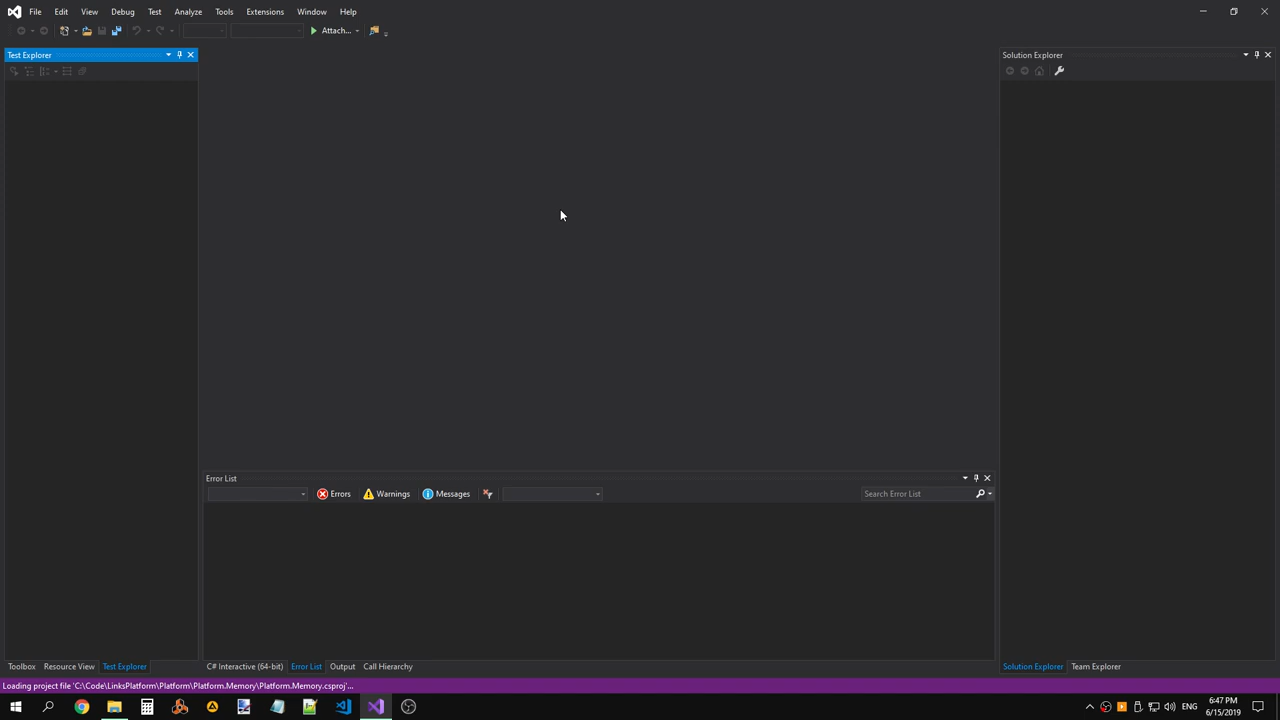 File Edit View Debug Test Analyze Tools Extensions Window Help
Attach...
Test Explorer
Solution Explorer
Error List
Errors Warnings Messages Search Error List
Toolbox Resource View Test Explorer C# Interactive (64-bit) Error List Output Call Hierarchy Solution Explorer Team Explorer
Loading project file 'C:\Code\LinksPlatform\Platform\Platform.Memory\Platform.Memory.csproj'...
ENG 6:47 PM
6/15/2019